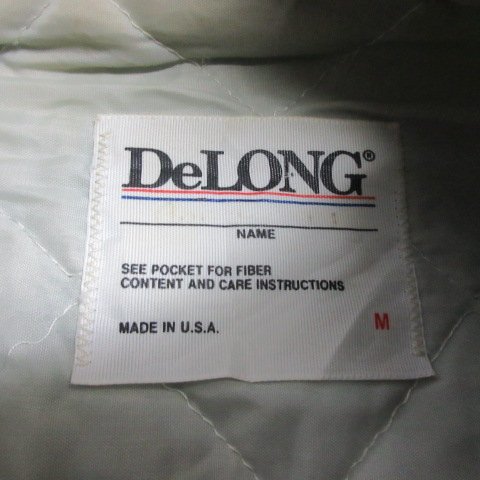 DeLONG®
NAME
SEE POCKET FOR FIBER
CONTENT AND CARE INSTRUCTIONS
MADE IN U.S.A.
M